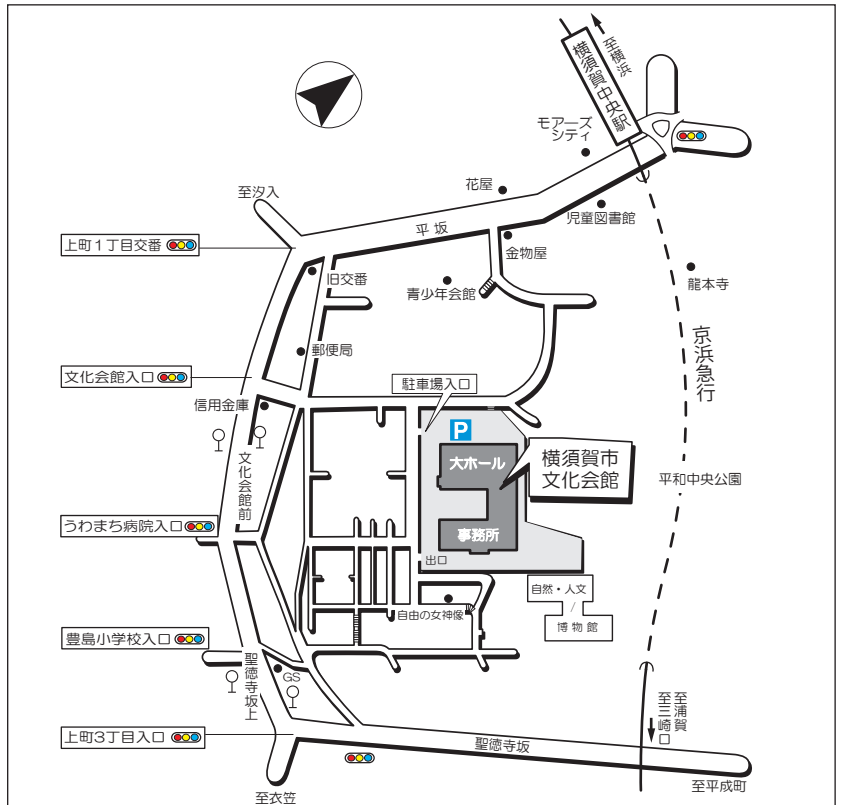 至横浜
横須賀中央駅
モアーズ
シティ
花屋
至汐入
児童図書館
平坂
上町1丁目交番
金物屋
旧交番
青少年会館
龍本寺
京浜急行
郵便局
文化会館入口
駐車場入口
信用金庫
P
大ホール
横須賀市
文化会館
文化会館前
平和中央公園
うわまち病院入口
事務所
出口
自然・人文
/
博物館
自由の女神像
豊島小学校入口
聖徳寺坂上
GS
至浦賀
至三崎口
上町3丁目入口
聖徳寺坂
至平成町
至衣笠